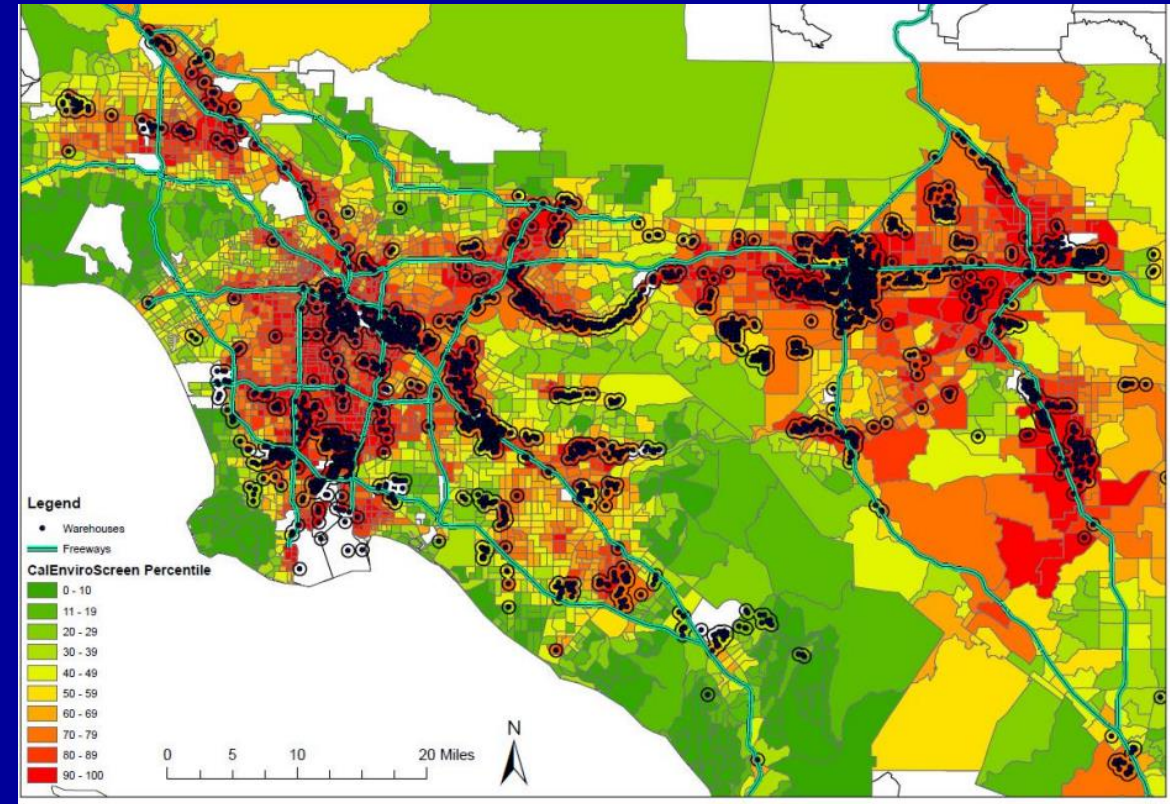 Legend
Warehouses
Freeways
CalEnviroScreen Percentile
0 - 10
11 - 19
20 - 29
30 - 39
40 - 49
50 - 59
60 - 69
70 - 79
80 - 89
90 - 100
0 5 10 20 Miles
N